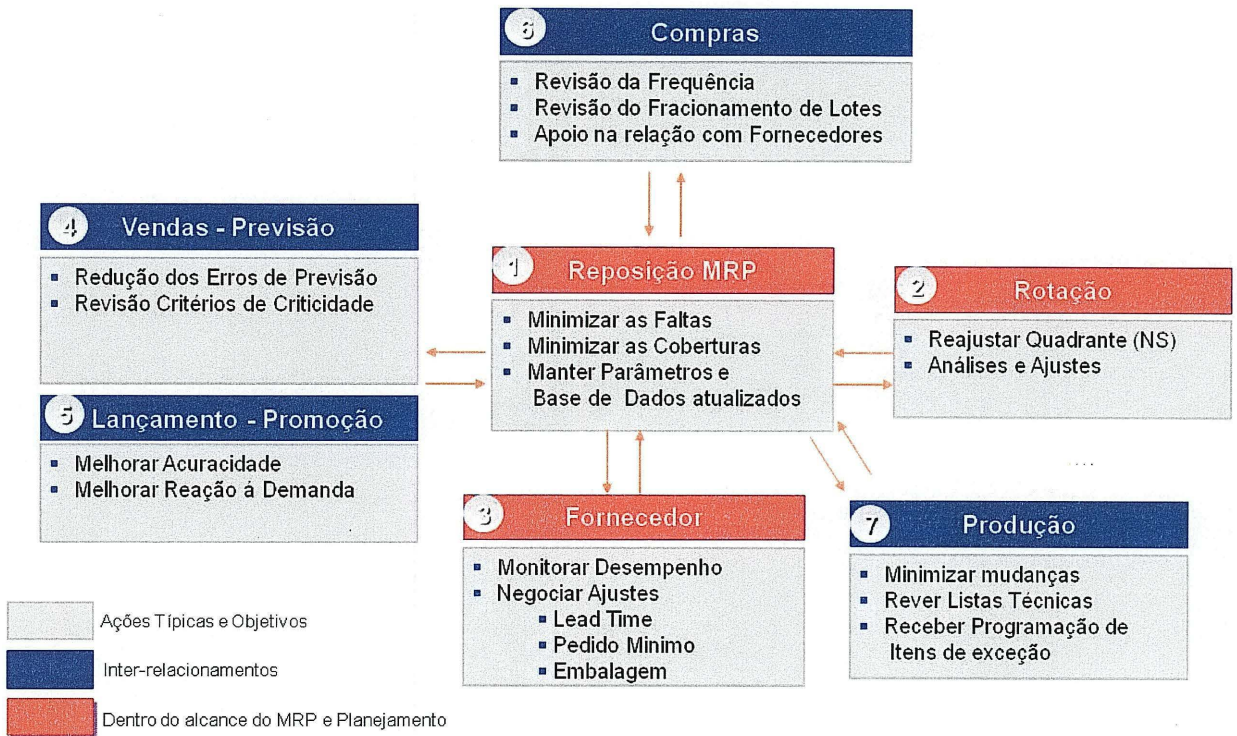 6 Compras
Revisão da Frequência
Revisão do Fracionamento de Lotes
Apoio na relação com Fornecedores
4 Vendas - Previsão
Redução dos Erros de Previsão
Revisão Critérios de Criticidade
5 Lançamento - Promoção
Melhorar Acuracidade
Melhorar Reação á Demanda
1 Reposição MRP
Minimizar as Faltas
Minimizar as Coberturas
Manter Parâmetros e
Base de Dados atualizados
2 Rotação
Reajustar Quadrante (NS)
Análises e Ajustes
3 Fornecedor
Monitorar Desempenho
Negociar Ajustes
Lead Time
Pedido Minimo
Embalagem
7 Produção
Minimizar mudanças
Rever Listas Técnicas
Receber Programação de
Itens de exceção
Ações Típicas e Objetivos
Inter-relacionamentos
Dentro do alcance do MRP e Planejamento